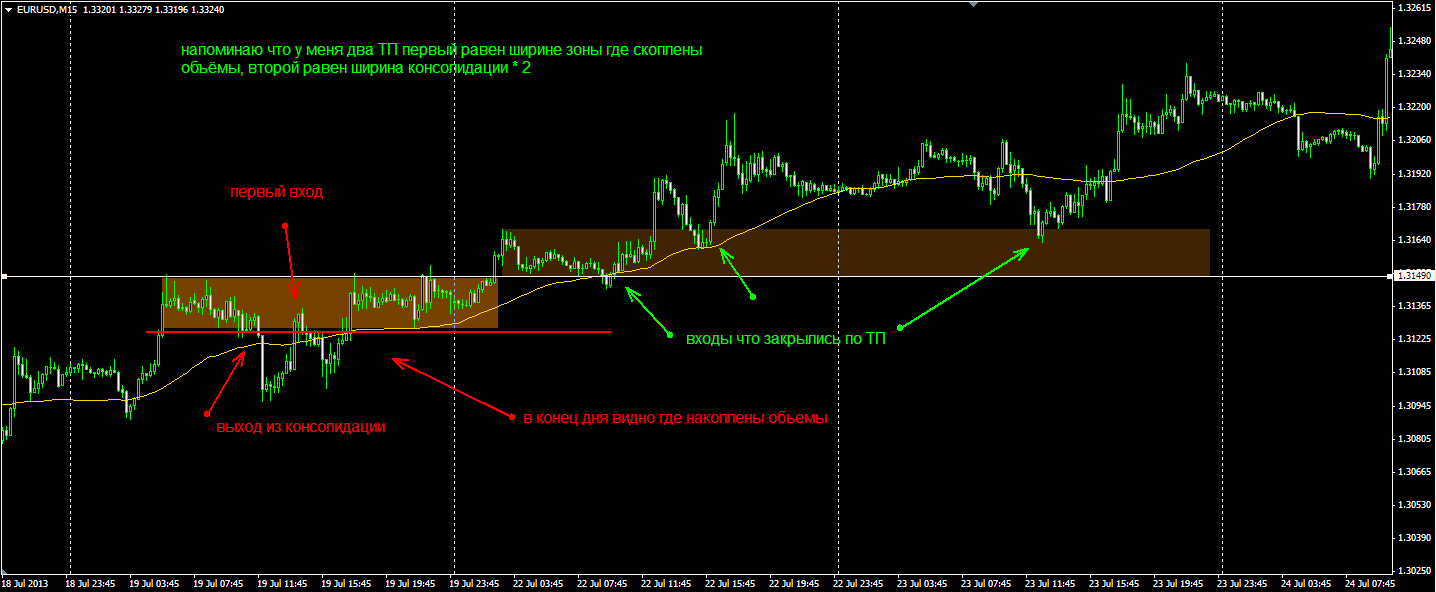 EURUSD,M15 1.33201 1.33279 1.33196 1.33240
напоминаю что у меня два ТП первый равен ширине зоны где скоплены
объёмы, второй равен ширина консолидации * 2
первый вход
входы что закрылись по ТП
в конец дня видно где накоплены обьемы
выход из консолидации
1.32615
1.32480
1.32340
1.32200
1.32060
1.31920
1.31780
1.31640
1.31490
1.31365
1.31225
1.31085
1.30945
1.30805
1.30665
1.30530
1.30390
1.30250
18 Jul 2013 18 Jul 23:45 19 Jul 03:45 19 Jul 07:45 19 Jul 11:45 19 Jul 15:45 19 Jul 19:45 19 Jul 23:45 22 Jul 03:45 22 Jul 07:45 22 Jul 11:45 22 Jul 15:45 22 Jul 19:45 22 Jul 23:45 23 Jul 03:45 23 Jul 07:45 23 Jul 11:45 23 Jul 15:45 23 Jul 19:45 23 Jul 23:45 24 Jul 03:45 24 Jul 07:45